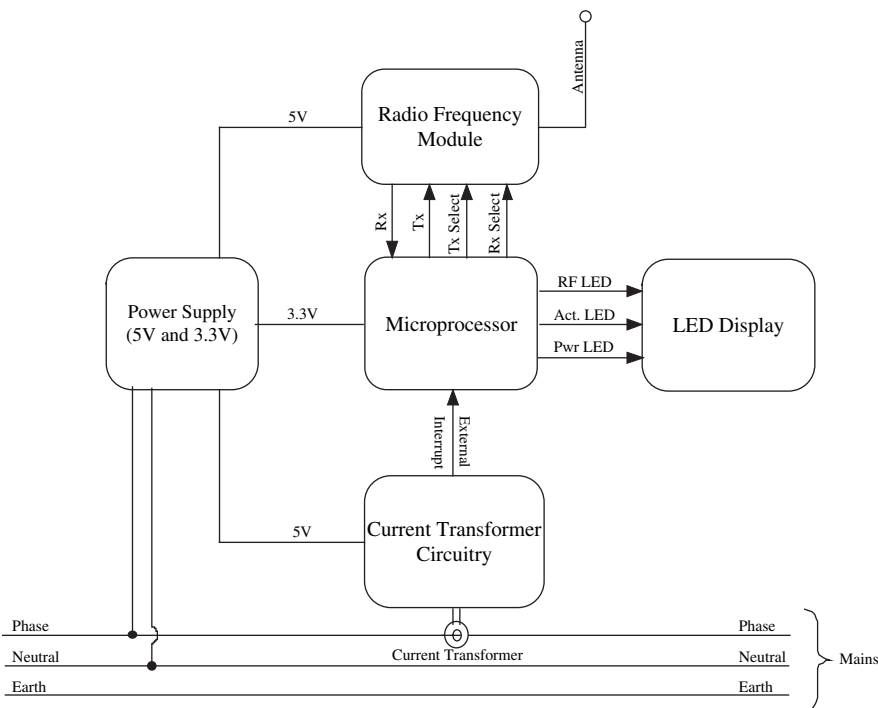 Antenna
Radio Frequency
Module
5V
Rx
Tx
Tx Select
Rx Select
Power Supply
(5V and 3.3V)
3.3V
Microprocessor
RF LED
Act. LED
Pwr LED
LED Display
External
Interrupt
5V
Current Transformer
Circuitry
Phase
Phase
Neutral
Current Transformer
Neutral
Mains
Earth
Earth